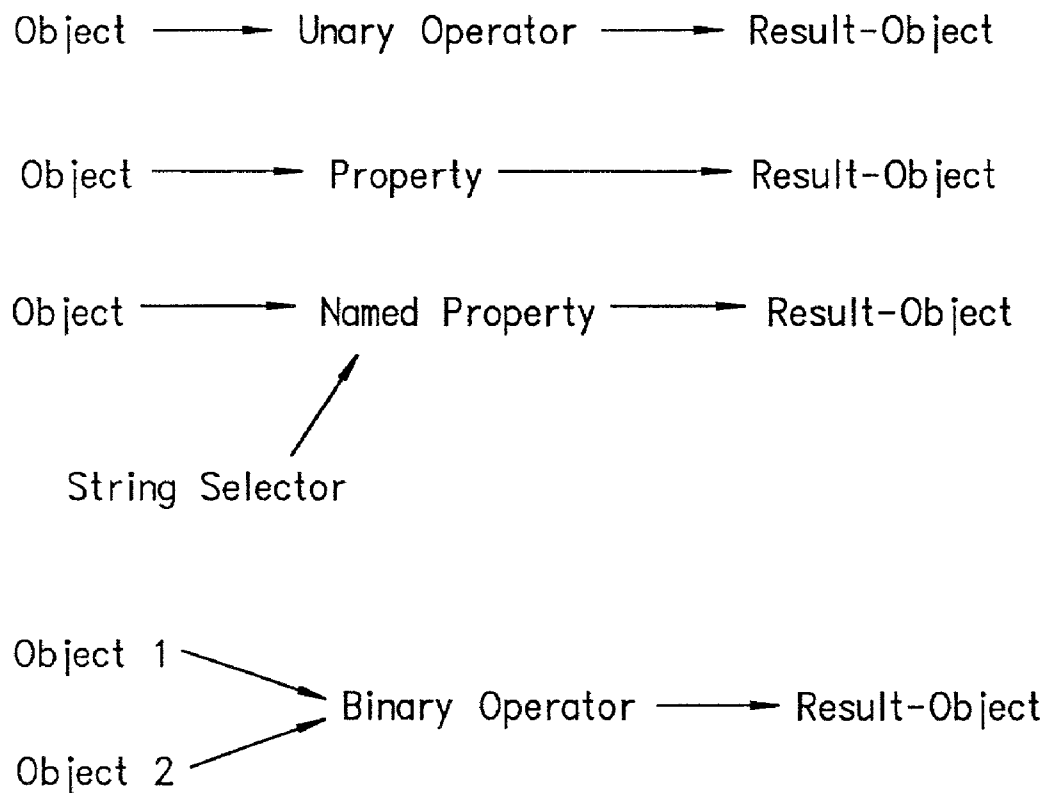 Object Unary Operator Result-Object
Object Property Result-Object
Object Named Property Result-Object
String Selector
Object 1
Binary Operator Result-Object
Object 2